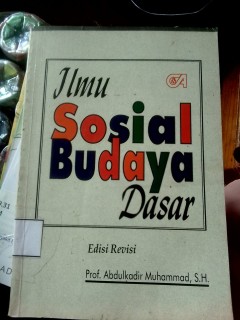 Ilmu
Sosial
Budaya
Dasar
Edisi Revisi
Prof. Abdulkadir Muhammad, S.H.